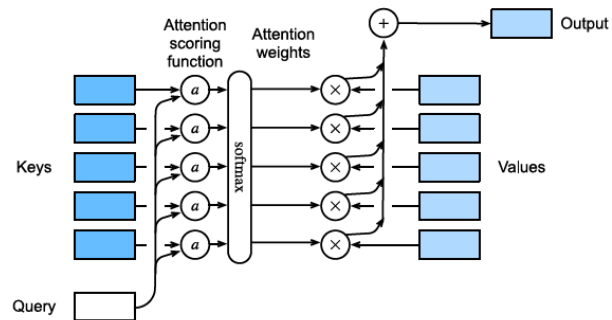 Attention
scoring
function
Attention
weights
+
Output
Keys
a
a
a
a
a
softmax
×
×
×
×
×
Values
Query